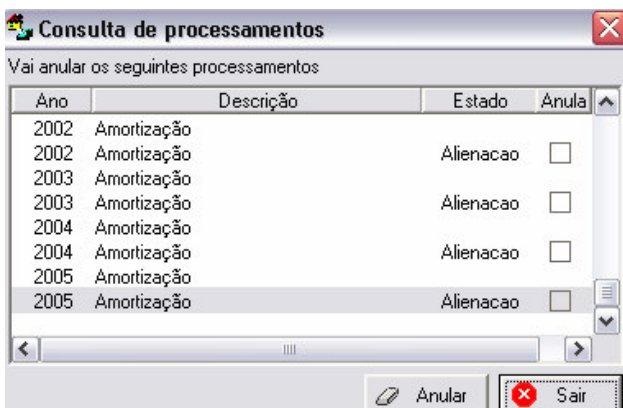 Consulta de processamentos
Vai anular os seguintes processamentos
Ano Descrição Estado Anula
2002 Amortização
2002 Amortização Alienacao
2003 Amortização
2003 Amortização Alienacao
2004 Amortização
2004 Amortização Alienacao
2005 Amortização
2005 Amortização Alienacao
Anular Sair